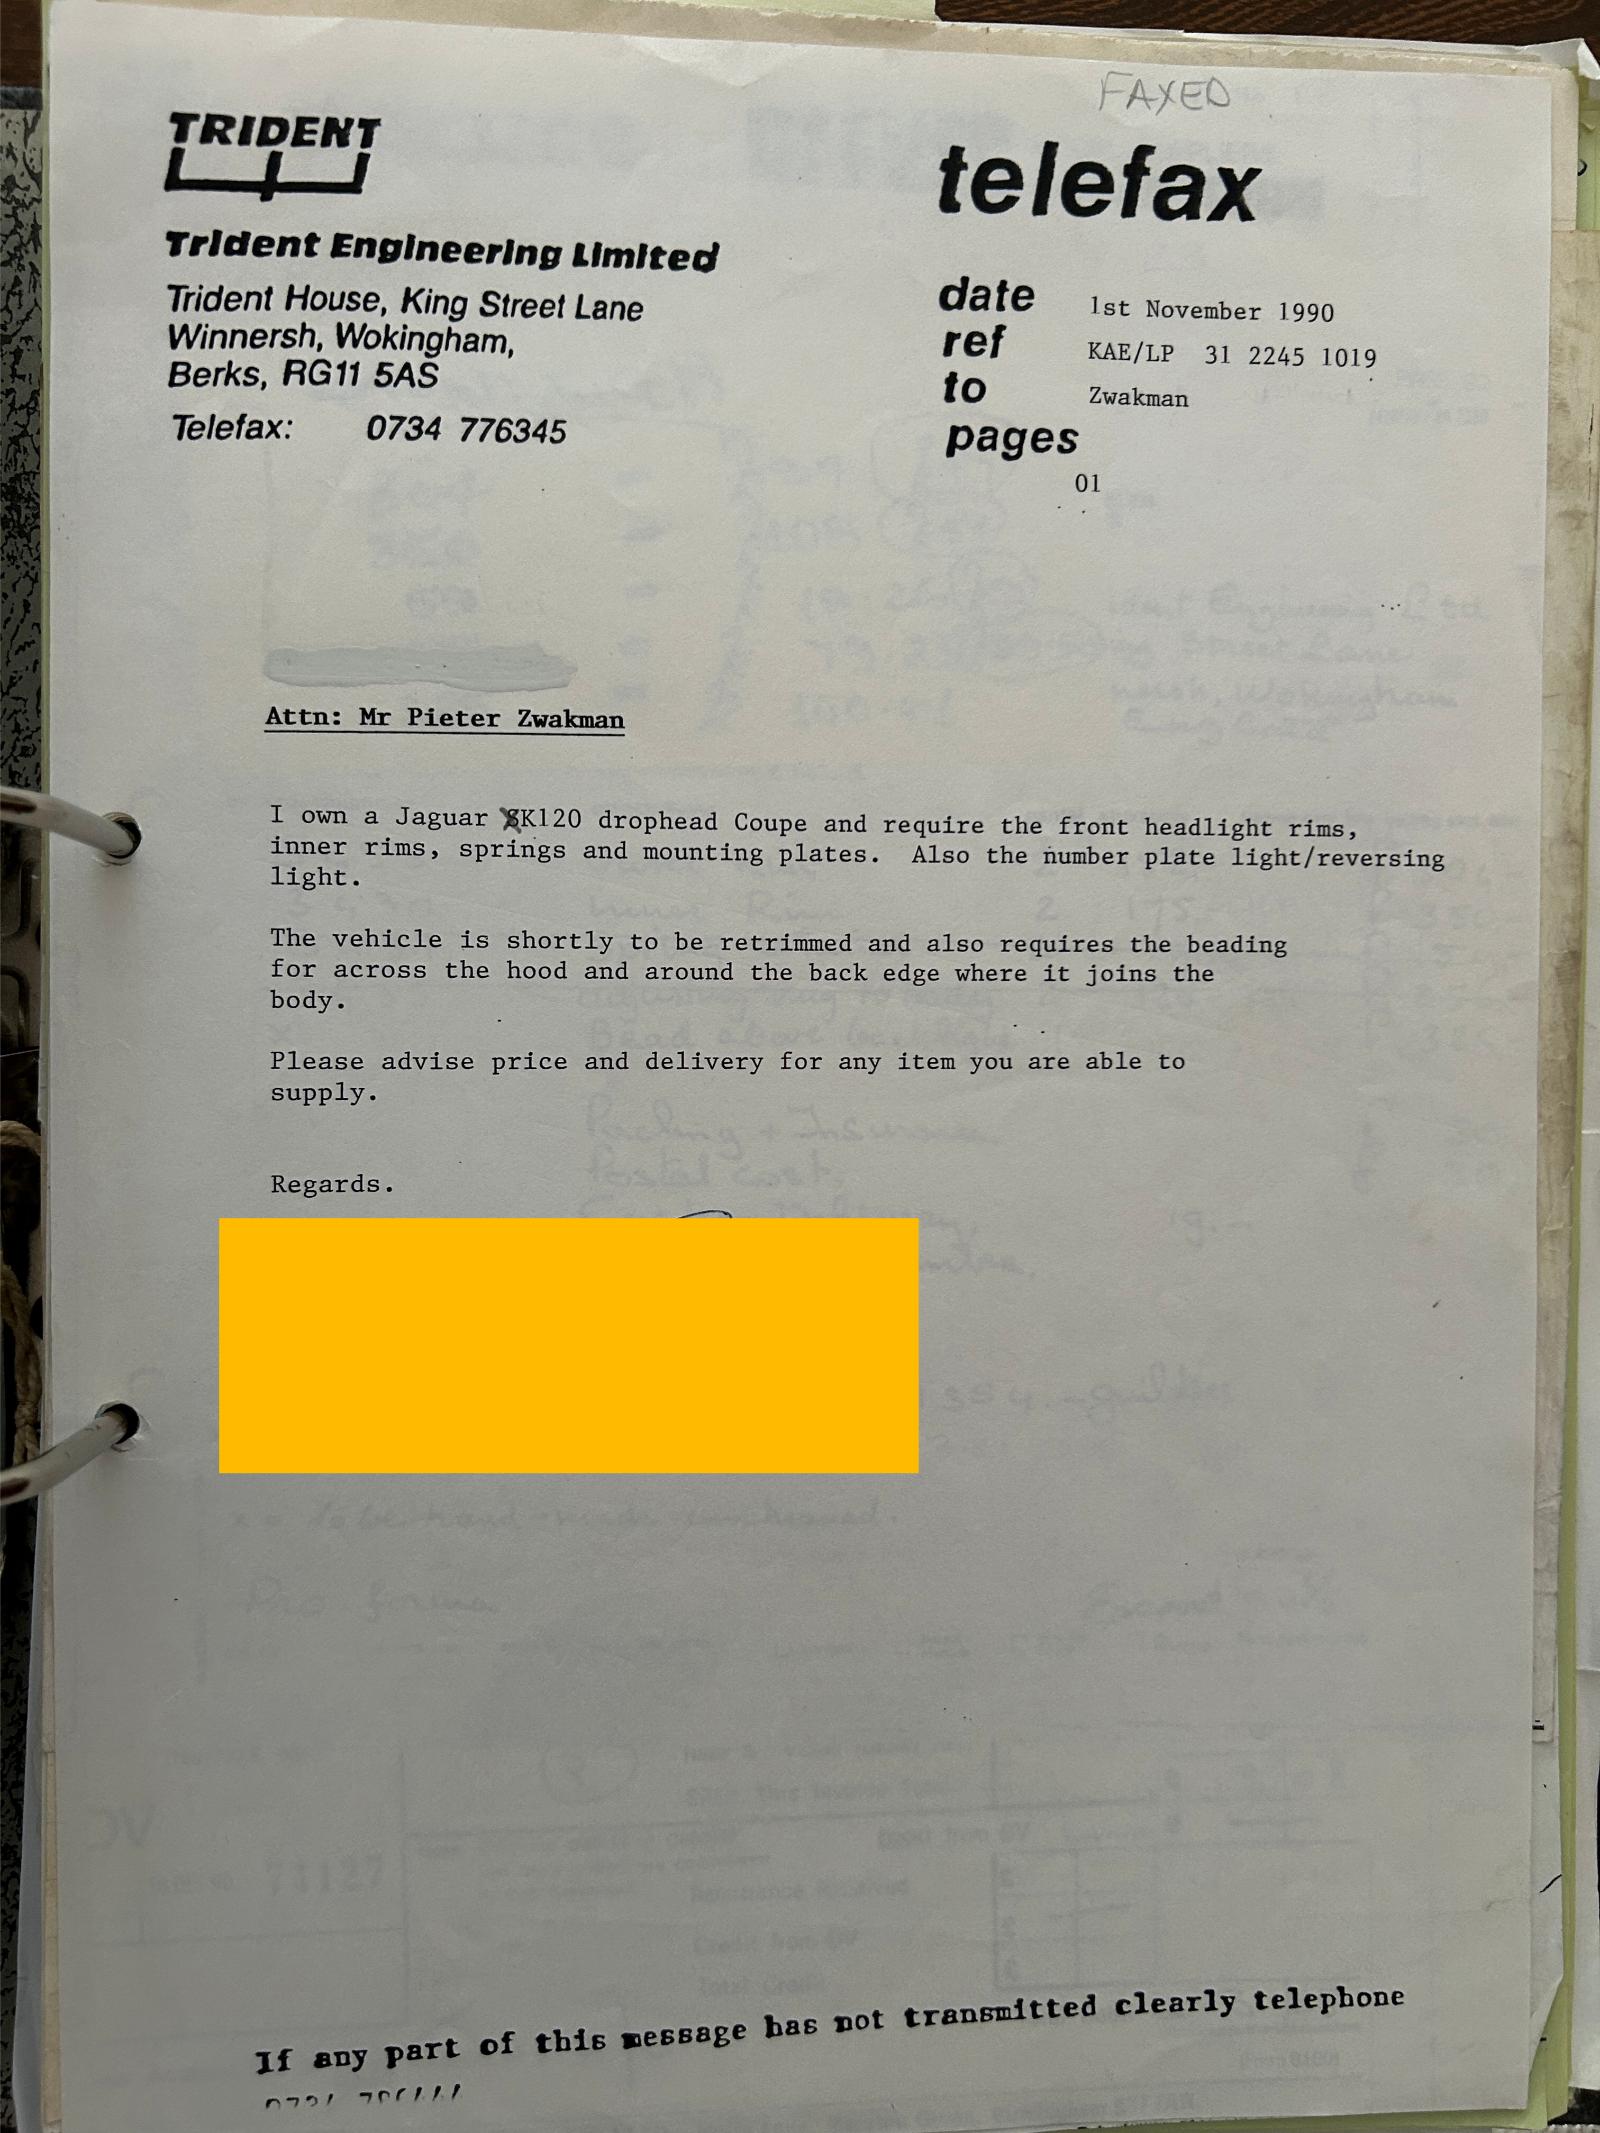 FAXED
TRIDENT
telefax
Trident Engineering Limited
Trident House, King Street Lane
Winnersh, Wokingham,
Berks, RG11 5AS
Telefax: 0734 776345
date 1st November 1990
ref KAE/LP 31 2245 1019
to Zwakman
pages
01
Attn: Mr Pieter Zwakman
I own a Jaguar XK120 drophead Coupe and require the front headlight rims,
inner rims, springs and mounting plates. Also the number plate light/reversing
light.
The vehicle is shortly to be retrimmed and also requires the beading
for across the hood and around the back edge where it joins the
body.
Please advise price and delivery for any item you are able to
supply.
Regards.
If any part of this message has not transmitted clearly telephone